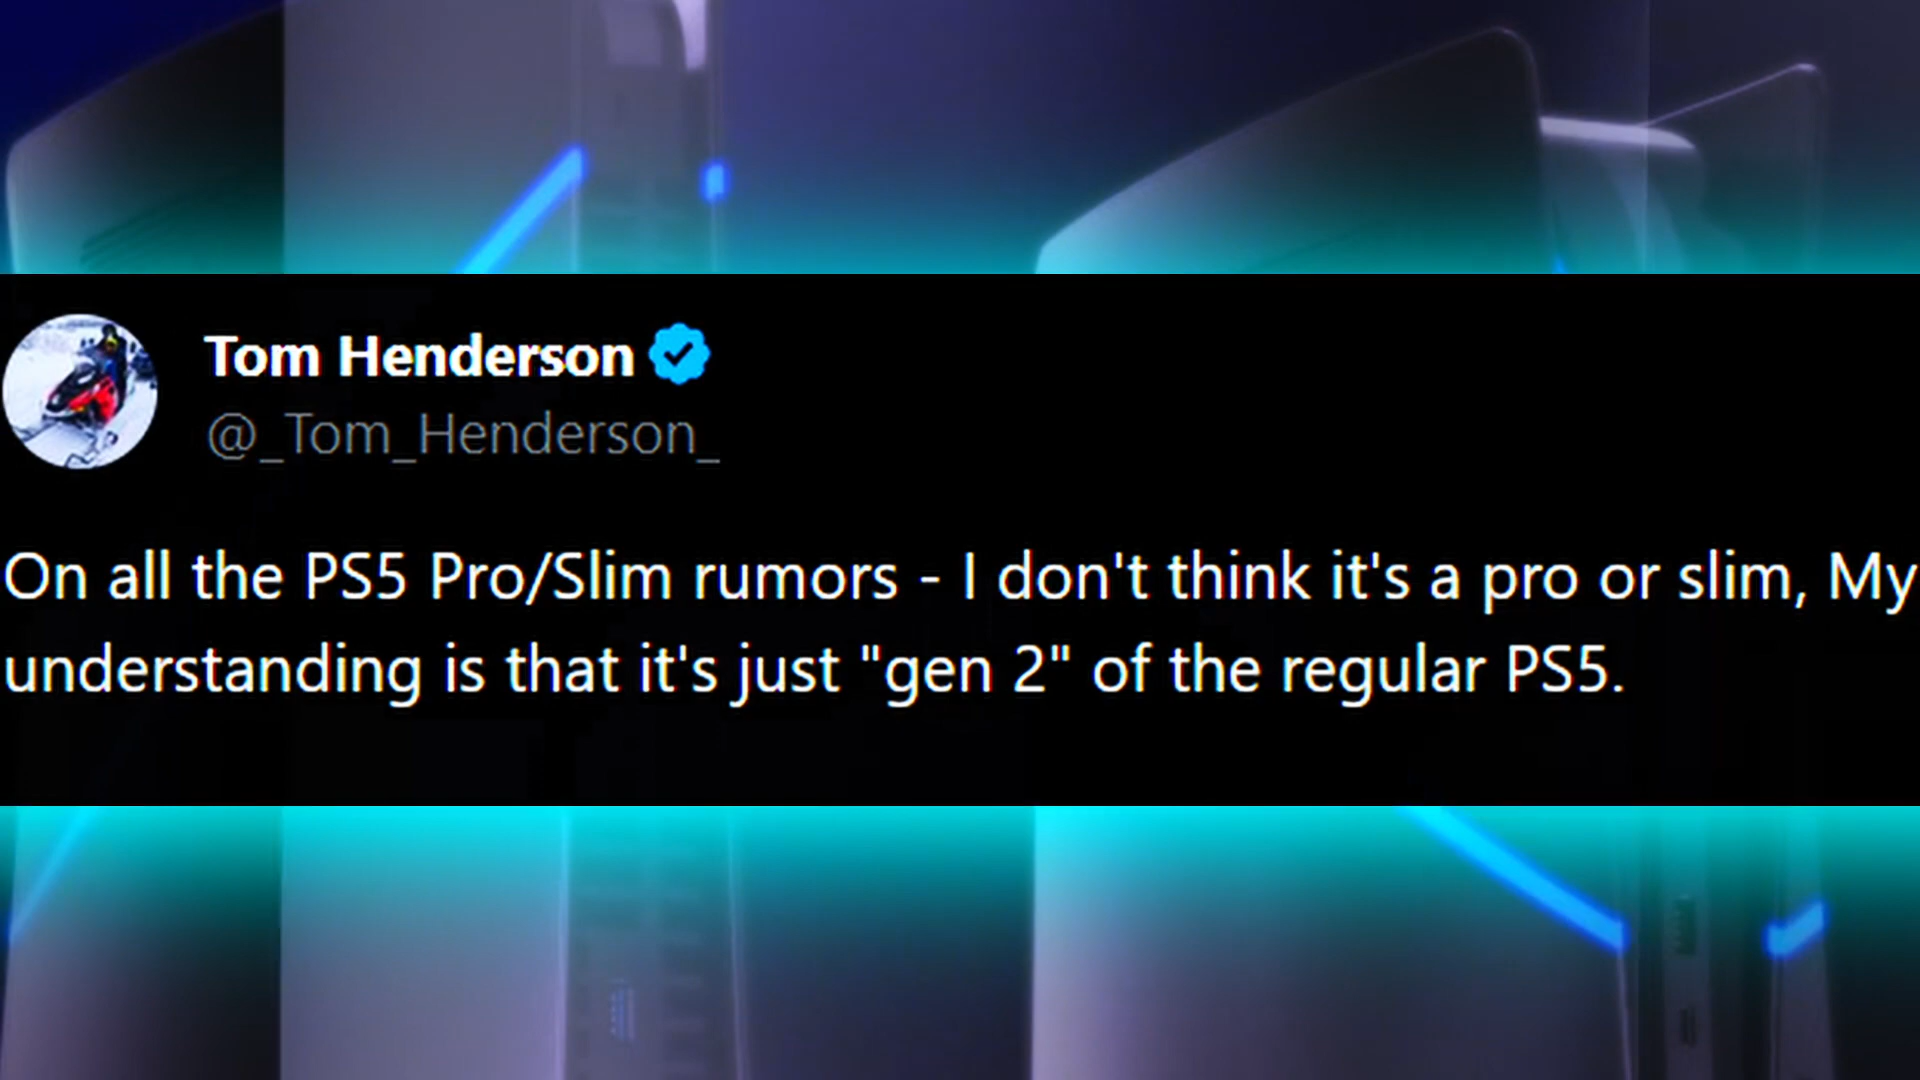 Tom Henderson
@_Tom_Henderson_
On all the PS5 Pro/Slim rumors - I don't think it's a pro or slim, My
understanding is that it's just "gen 2" of the regular PS5.